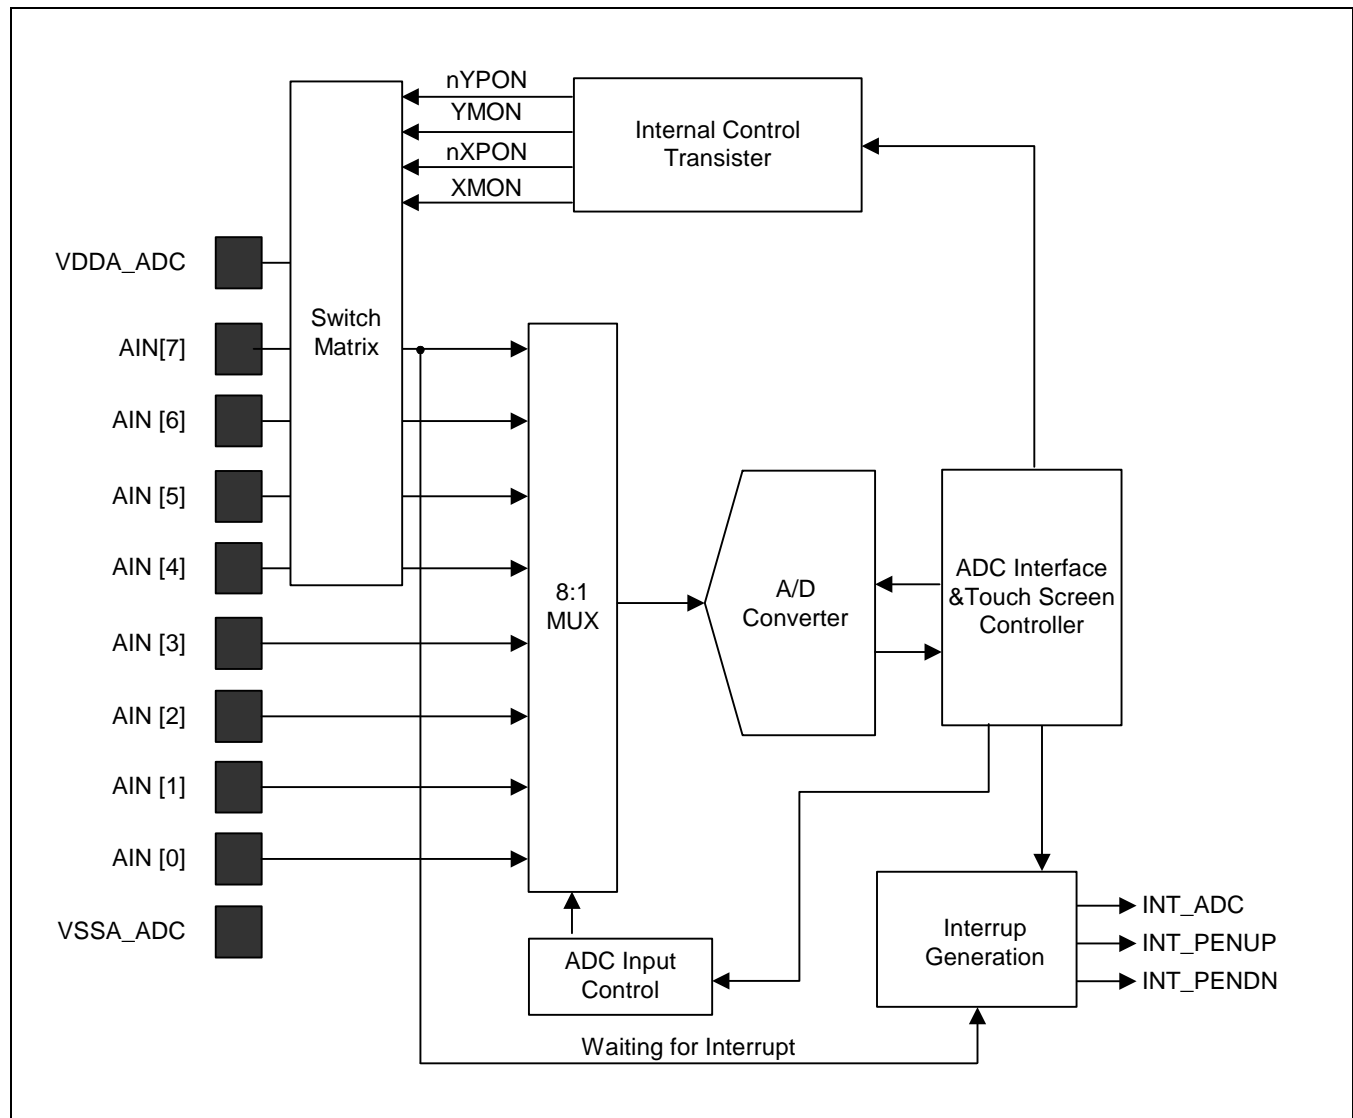 nYPON
YMON
nXPON
XMON
Internal Control
Transister
VDDA_ADC
AIN[7]
AIN [6]
AIN [5]
AIN [4]
AIN [3]
AIN [2]
AIN [1]
AIN [0]
VSSA_ADC
Switch
Matrix
8:1
MUX
A/D
Converter
ADC Interface
&Touch Screen
Controller
ADC Input
Control
Interrup
Generation
INT_ADC
INT_PENUP
INT_PENDN
Waiting for Interrupt